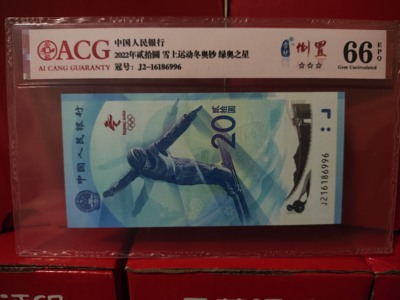 ACG
AI CANG GUARANTY
中国人民银行
2022年贰拾圆 雪上运动冬奥钞 绿奥之星
冠号: J2-16186996
倒置
☆☆☆
66
EPQ
Gem Uncirculated
中国人民银行
20
贰拾圆
J216186996